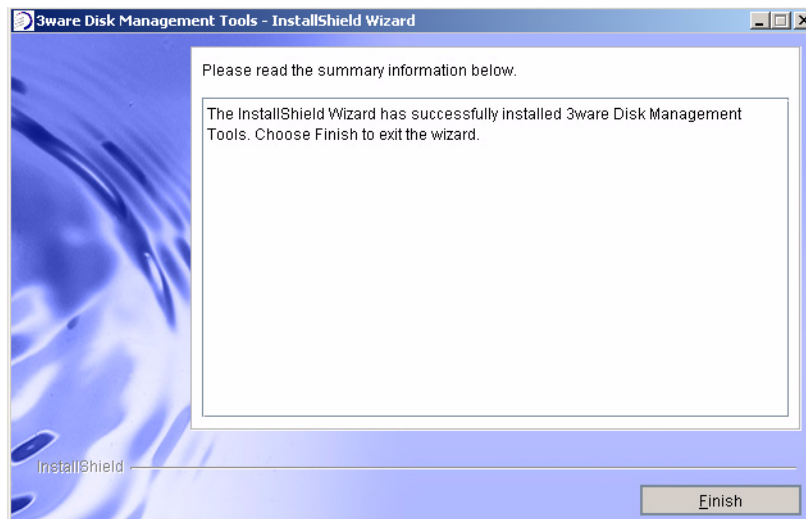 3ware Disk Management Tools - InstallShield Wizard
Please read the summary information below.
The InstallShield Wizard has successfully installed 3ware Disk Management
Tools. Choose Finish to exit the wizard.
InstallShield
Finish